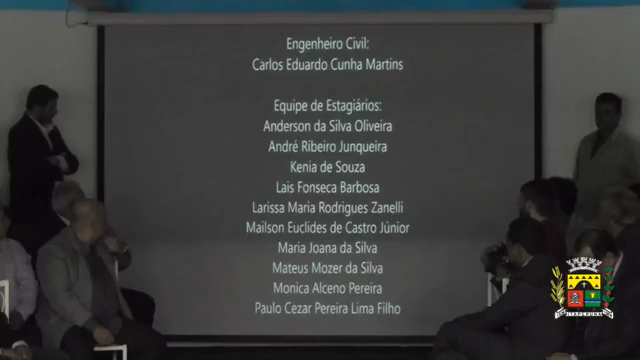 Engenheiro Civil:
Carlos Eduardo Cunha Martins
Equipe de Estagiários:
Anderson da Silva Oliveira
André Ribeiro Junqueira
Kenia de Souza
Lais Fonseca Barbosa
Larissa Maria Rodrigues Zanelli
Mailson Euclides de Castro Júnior
Maria Joana da Silva
Mateus Mozer da Silva
Monica Alceno Pereira
Paulo Cezar Pereira Lima Filho
ITAPERUNA